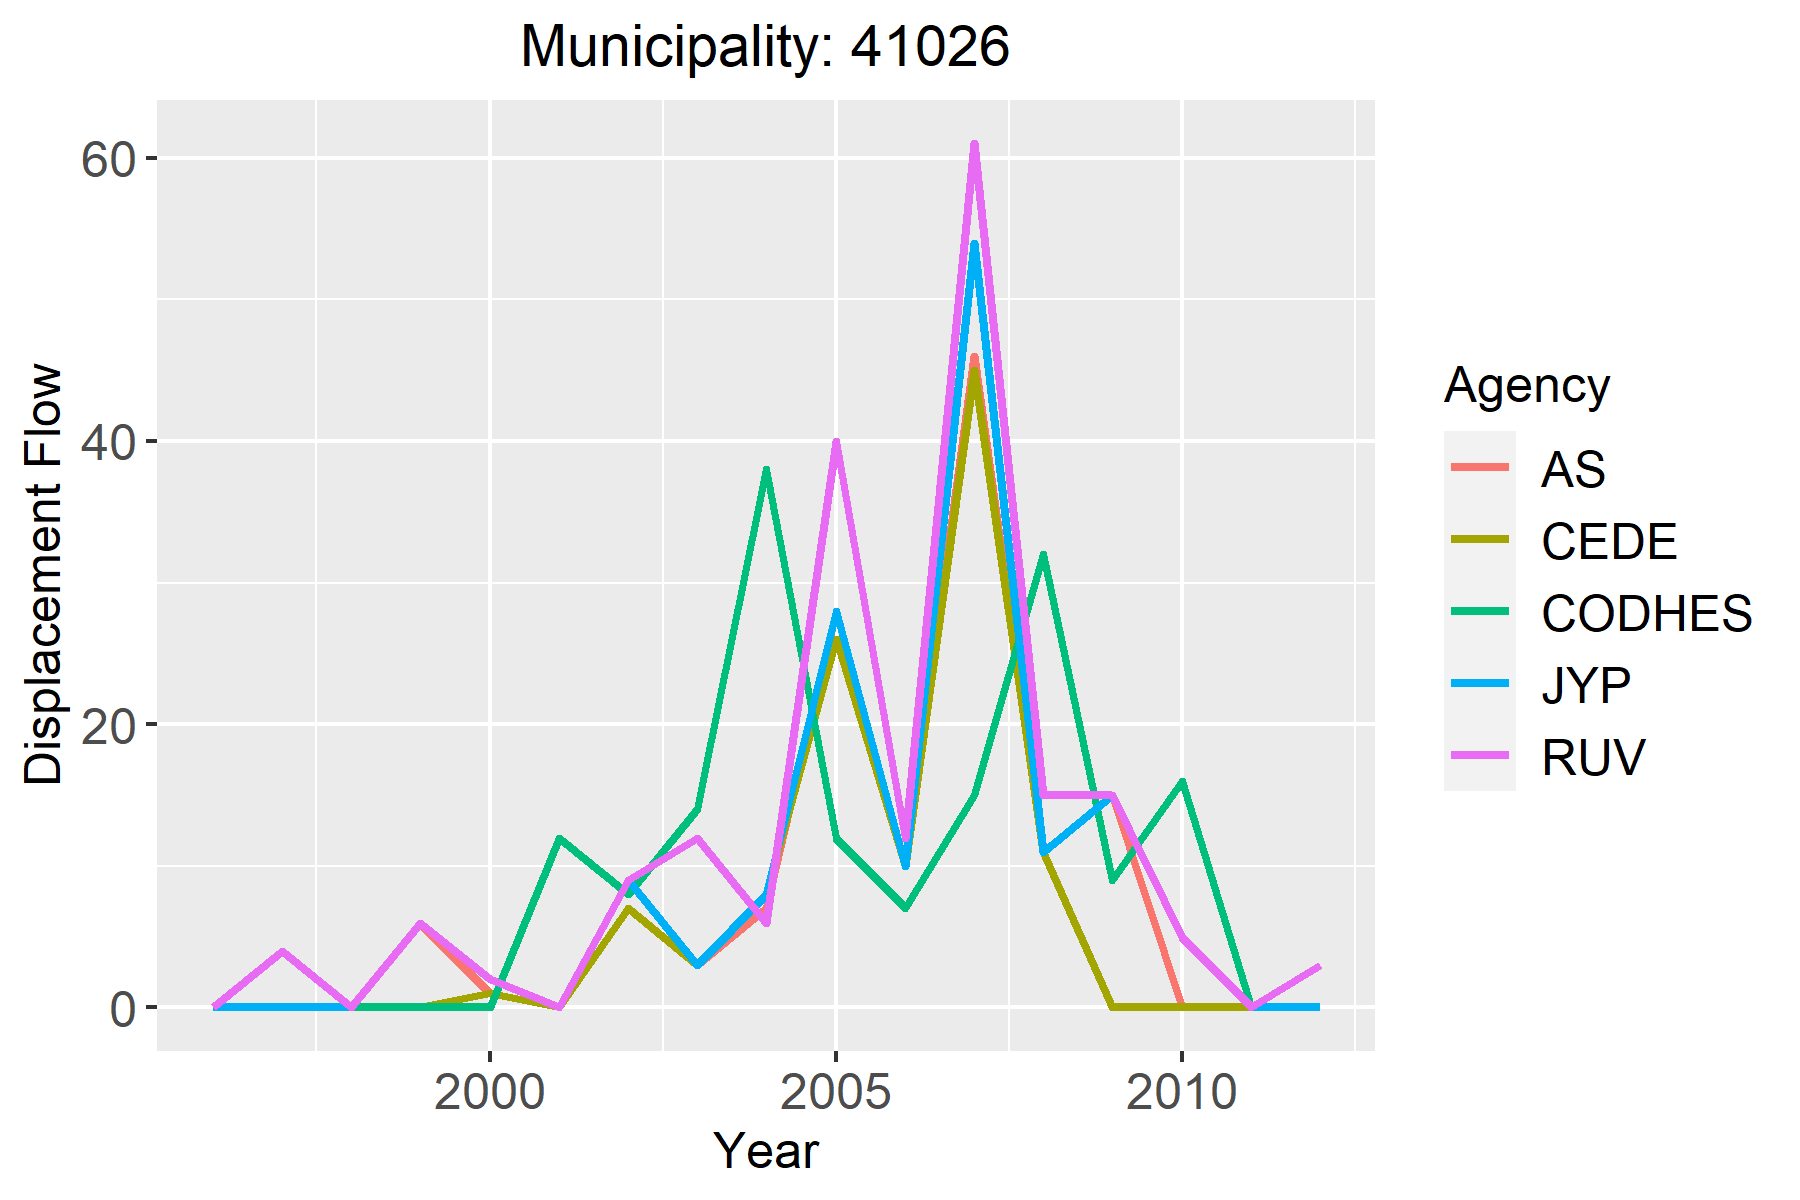 Municipality: 41026
Displacement Flow
60
40
20
0
2000 2005 2010
Year
Agency
AS
CEDE
CODHES
JYP
RUV